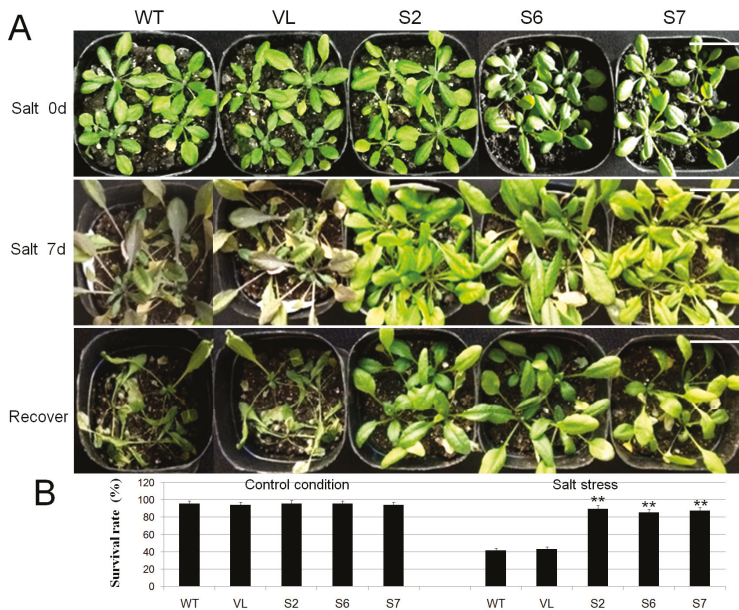 A
WT VL S2 S6 S7
Salt 0d
Salt 7d
Recover
B
Control condition Salt stress
Survival rate (%)
120
100
80
60
40
20
0
** ** **
WT VL S2 S6 S7 WT VL S2 S6 S7